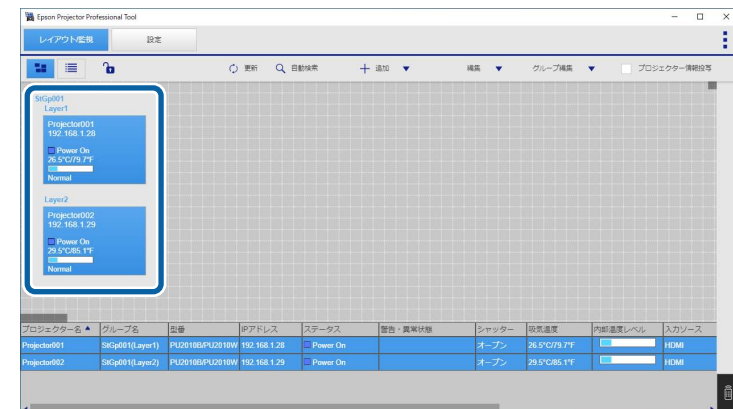 Epson Projector Professional Tool
レイアウト/監視 設定
更新 自動検索 追加 編集 グループ編集 プロジェクター情報投写
StGp001
Layer1
Projector001
192.168.1.28
Power On
26.5°C/79.7°F
Normal
Layer2
Projector002
192.168.1.29
Power On
29.5°C/85.1°F
Normal
プロジェクター名 グループ名 型番 IPアドレス ステータス 警告・異常状態 シャッター 吸気温度 内部温度レベル 入力ソース
Projector001 StGp001(Layer1) PU2010B/PU2010W 192.168.1.28 Power On オープン 26.5°C/79.7°F HDMI
Projector002 StGp001(Layer2) PU2010B/PU2010W 192.168.1.29 Power On オープン 29.5°C/85.1°F HDMI